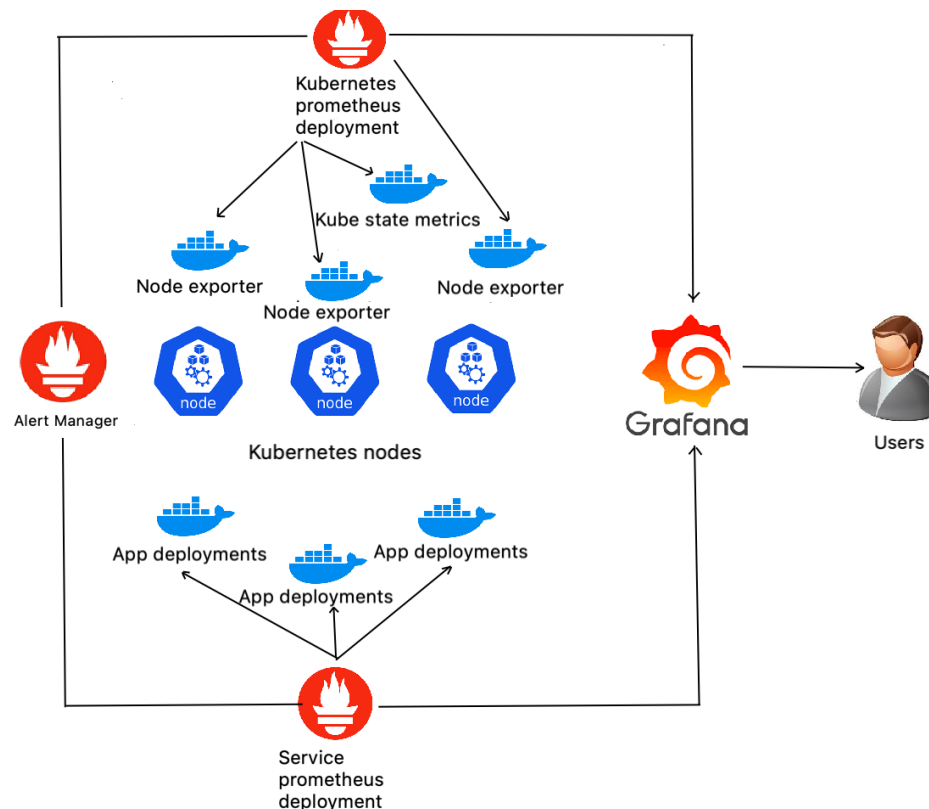 Kubernetes
prometheus
deployment
Kube state metrics
Node exporter
Node exporter
Node exporter
node
node
node
Alert Manager
Grafana
Users
Kubernetes nodes
App deployments
App deployments
App deployments
Service
prometheus
deployment